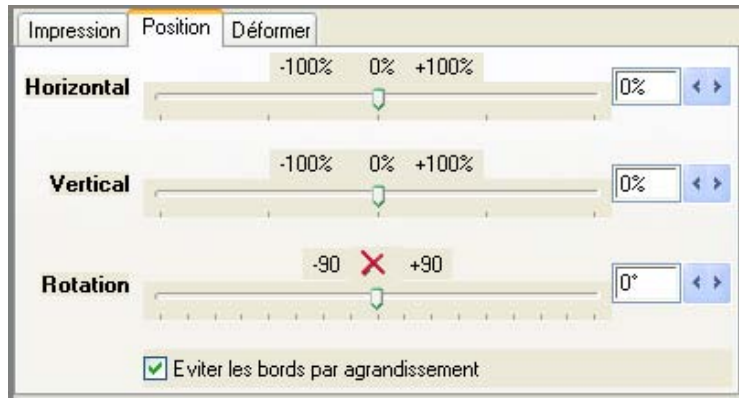 Impression Position Déformer
-100% 0% +100%
Horizontal 0%
-100% 0% +100%
Vertical 0%
-90 +90
Rotation 0°
Eviter les bords par agrandissement